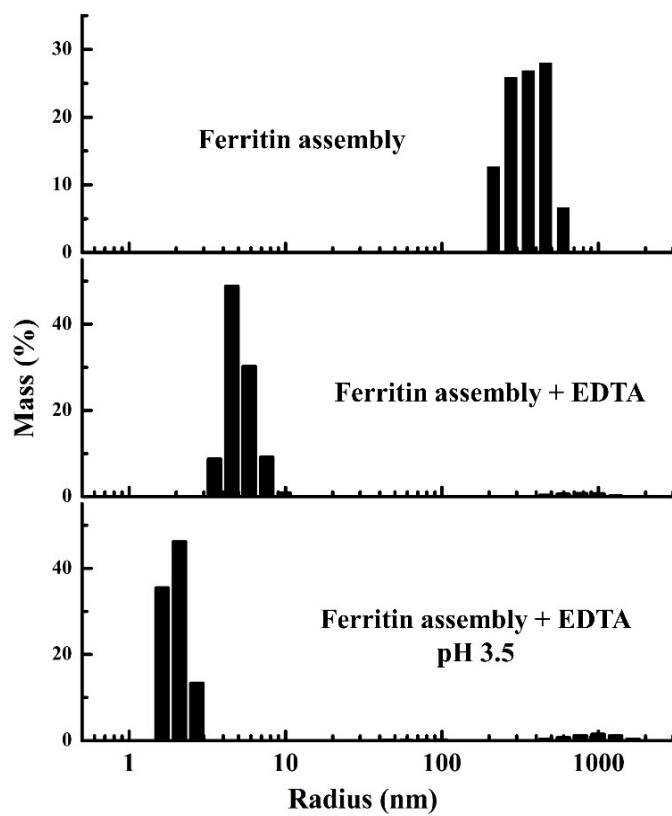 30
20
10
0
Ferritin assembly
40
20
0
Ferritin assembly + EDTA
40
20
0
Ferritin assembly + EDTA
pH 3.5
Mass (%)
1 10 100 1000
Radius (nm)